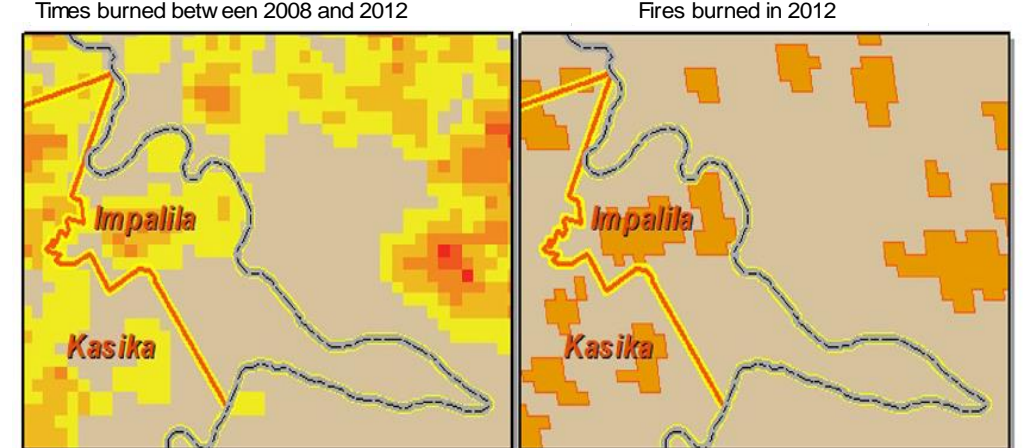 Times burned between 2008 and 2012
Fires burned in 2012
Impalila
Kasika
Impalila
Kasika